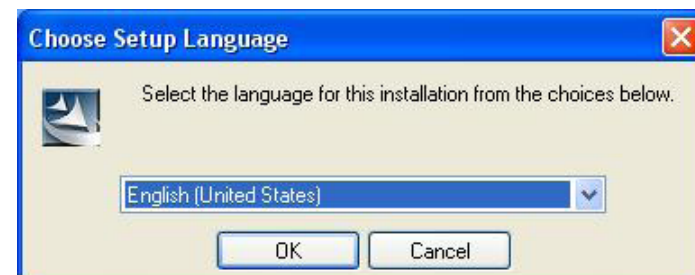 Choose Setup Language
Select the language for this installation from the choices below.
English (United States)
OK
Cancel